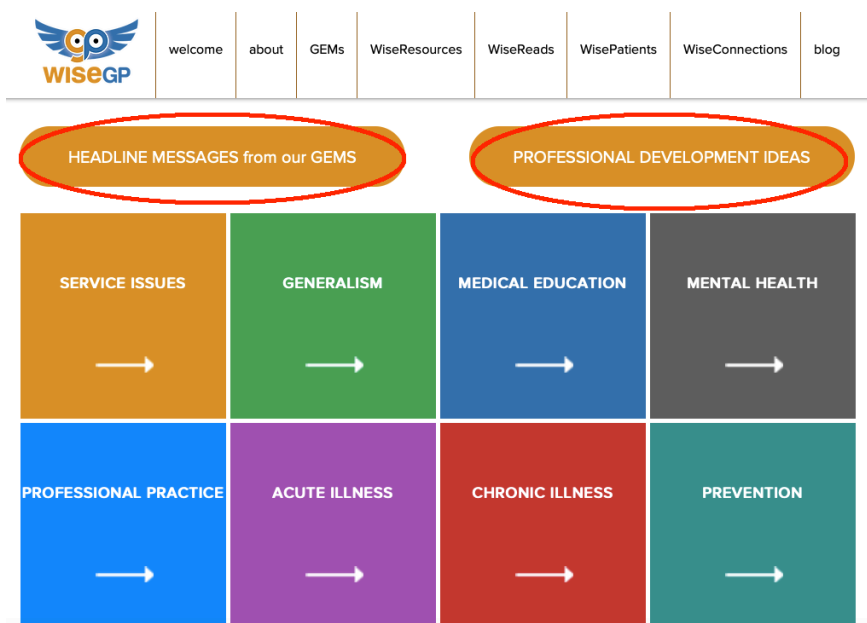 WISeGP
welcome
about
GEMs
WiseResources
WiseReads
WisePatients
WiseConnections
blog
HEADLINE MESSAGES from our GEMS
PROFESSIONAL DEVELOPMENT IDEAS
SERVICE ISSUES
GENERALISM
MEDICAL EDUCATION
MENTAL HEALTH
PROFESSIONAL PRACTICE
ACUTE ILLNESS
CHRONIC ILLNESS
PREVENTION